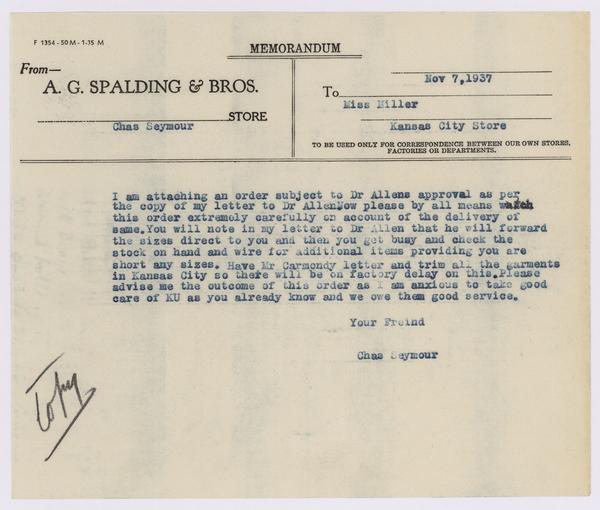 F 1354 - 50 M - 1-35 M
MEMORANDUM
From—
A. G. SPALDING & BROS.
Chas Seymour STORE
Nov 7,1937
To
Miss Miller
Kansas City Store
TO BE USED ONLY FOR CORRESPONDENCE BETWEEN OUR OWN STORES,
FACTORIES OR DEPARTMENTS.
I am attaching an order subject to Dr Allens approval as per
the copy of my letter to Dr AllenNow please by all means watch
this order extremely carefully on account of the delivery of
same.You will note in my letter to Dr Allen that he will forward
the sizes direct to you and then you get busy and check the
stock on hand and wire for additional items providing you are
short any sizes. Have Mr Carmondy letter and trim all the garments
in Kansas City so there will be on factory delay on this.Please
advise me the outcome of this order as I am anxious to take good
care of KU as you already know and we owe them good service.
Your Freind
Chas Seymour
Copy